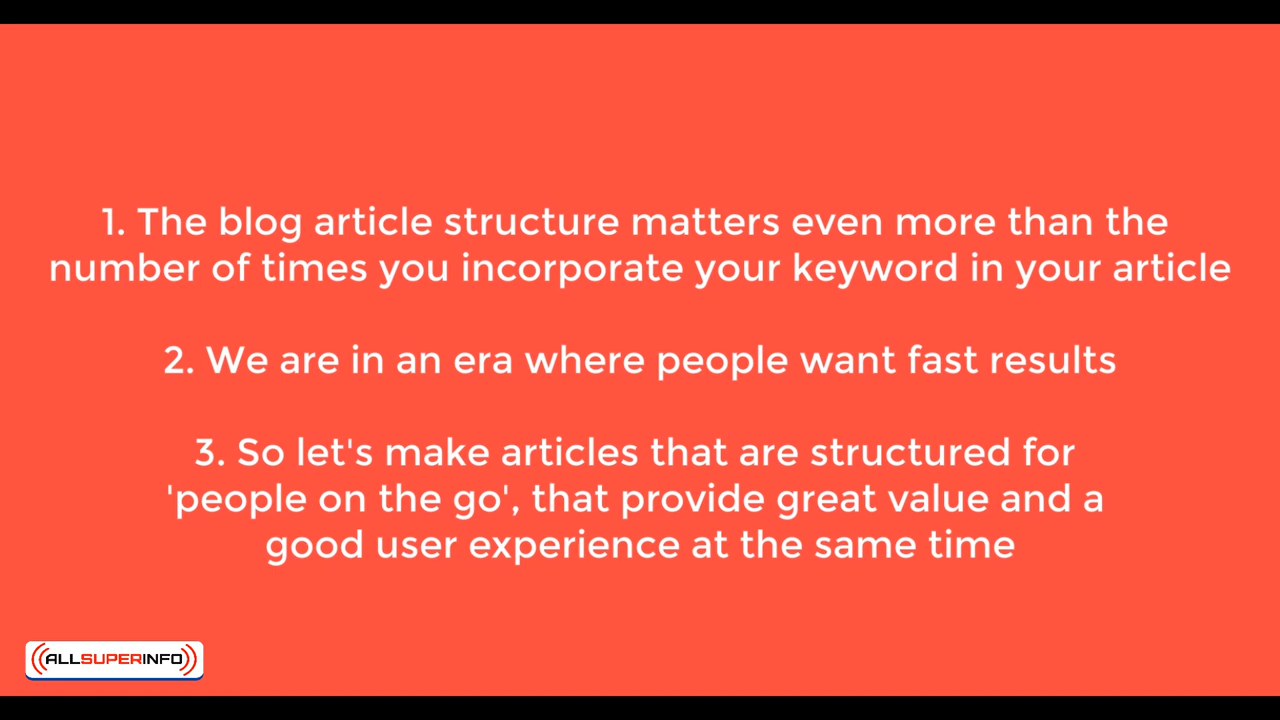 1. The blog article structure matters even more than the
number of times you incorporate your keyword in your article
2. We are in an era where people want fast results
3. So let's make articles that are structured for
'people on the go', that provide great value and a
good user experience at the same time
ALLSUPERINFO